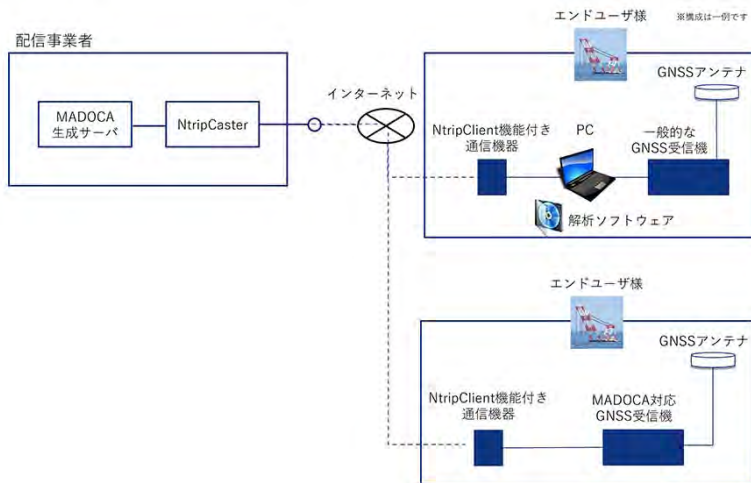 エンドユーザ様
※構成は一例です
配信事業者
GNSSアンテナ
インターネット
MADOCA
生成サーバ
NtripCaster
NtripClient機能付き
通信機器
PC
一般的な
GNSS受信機
解析ソフトウェア
エンドユーザ様
GNSSアンテナ
NtripClient機能付き
通信機器
MADOCA対応
GNSS受信機